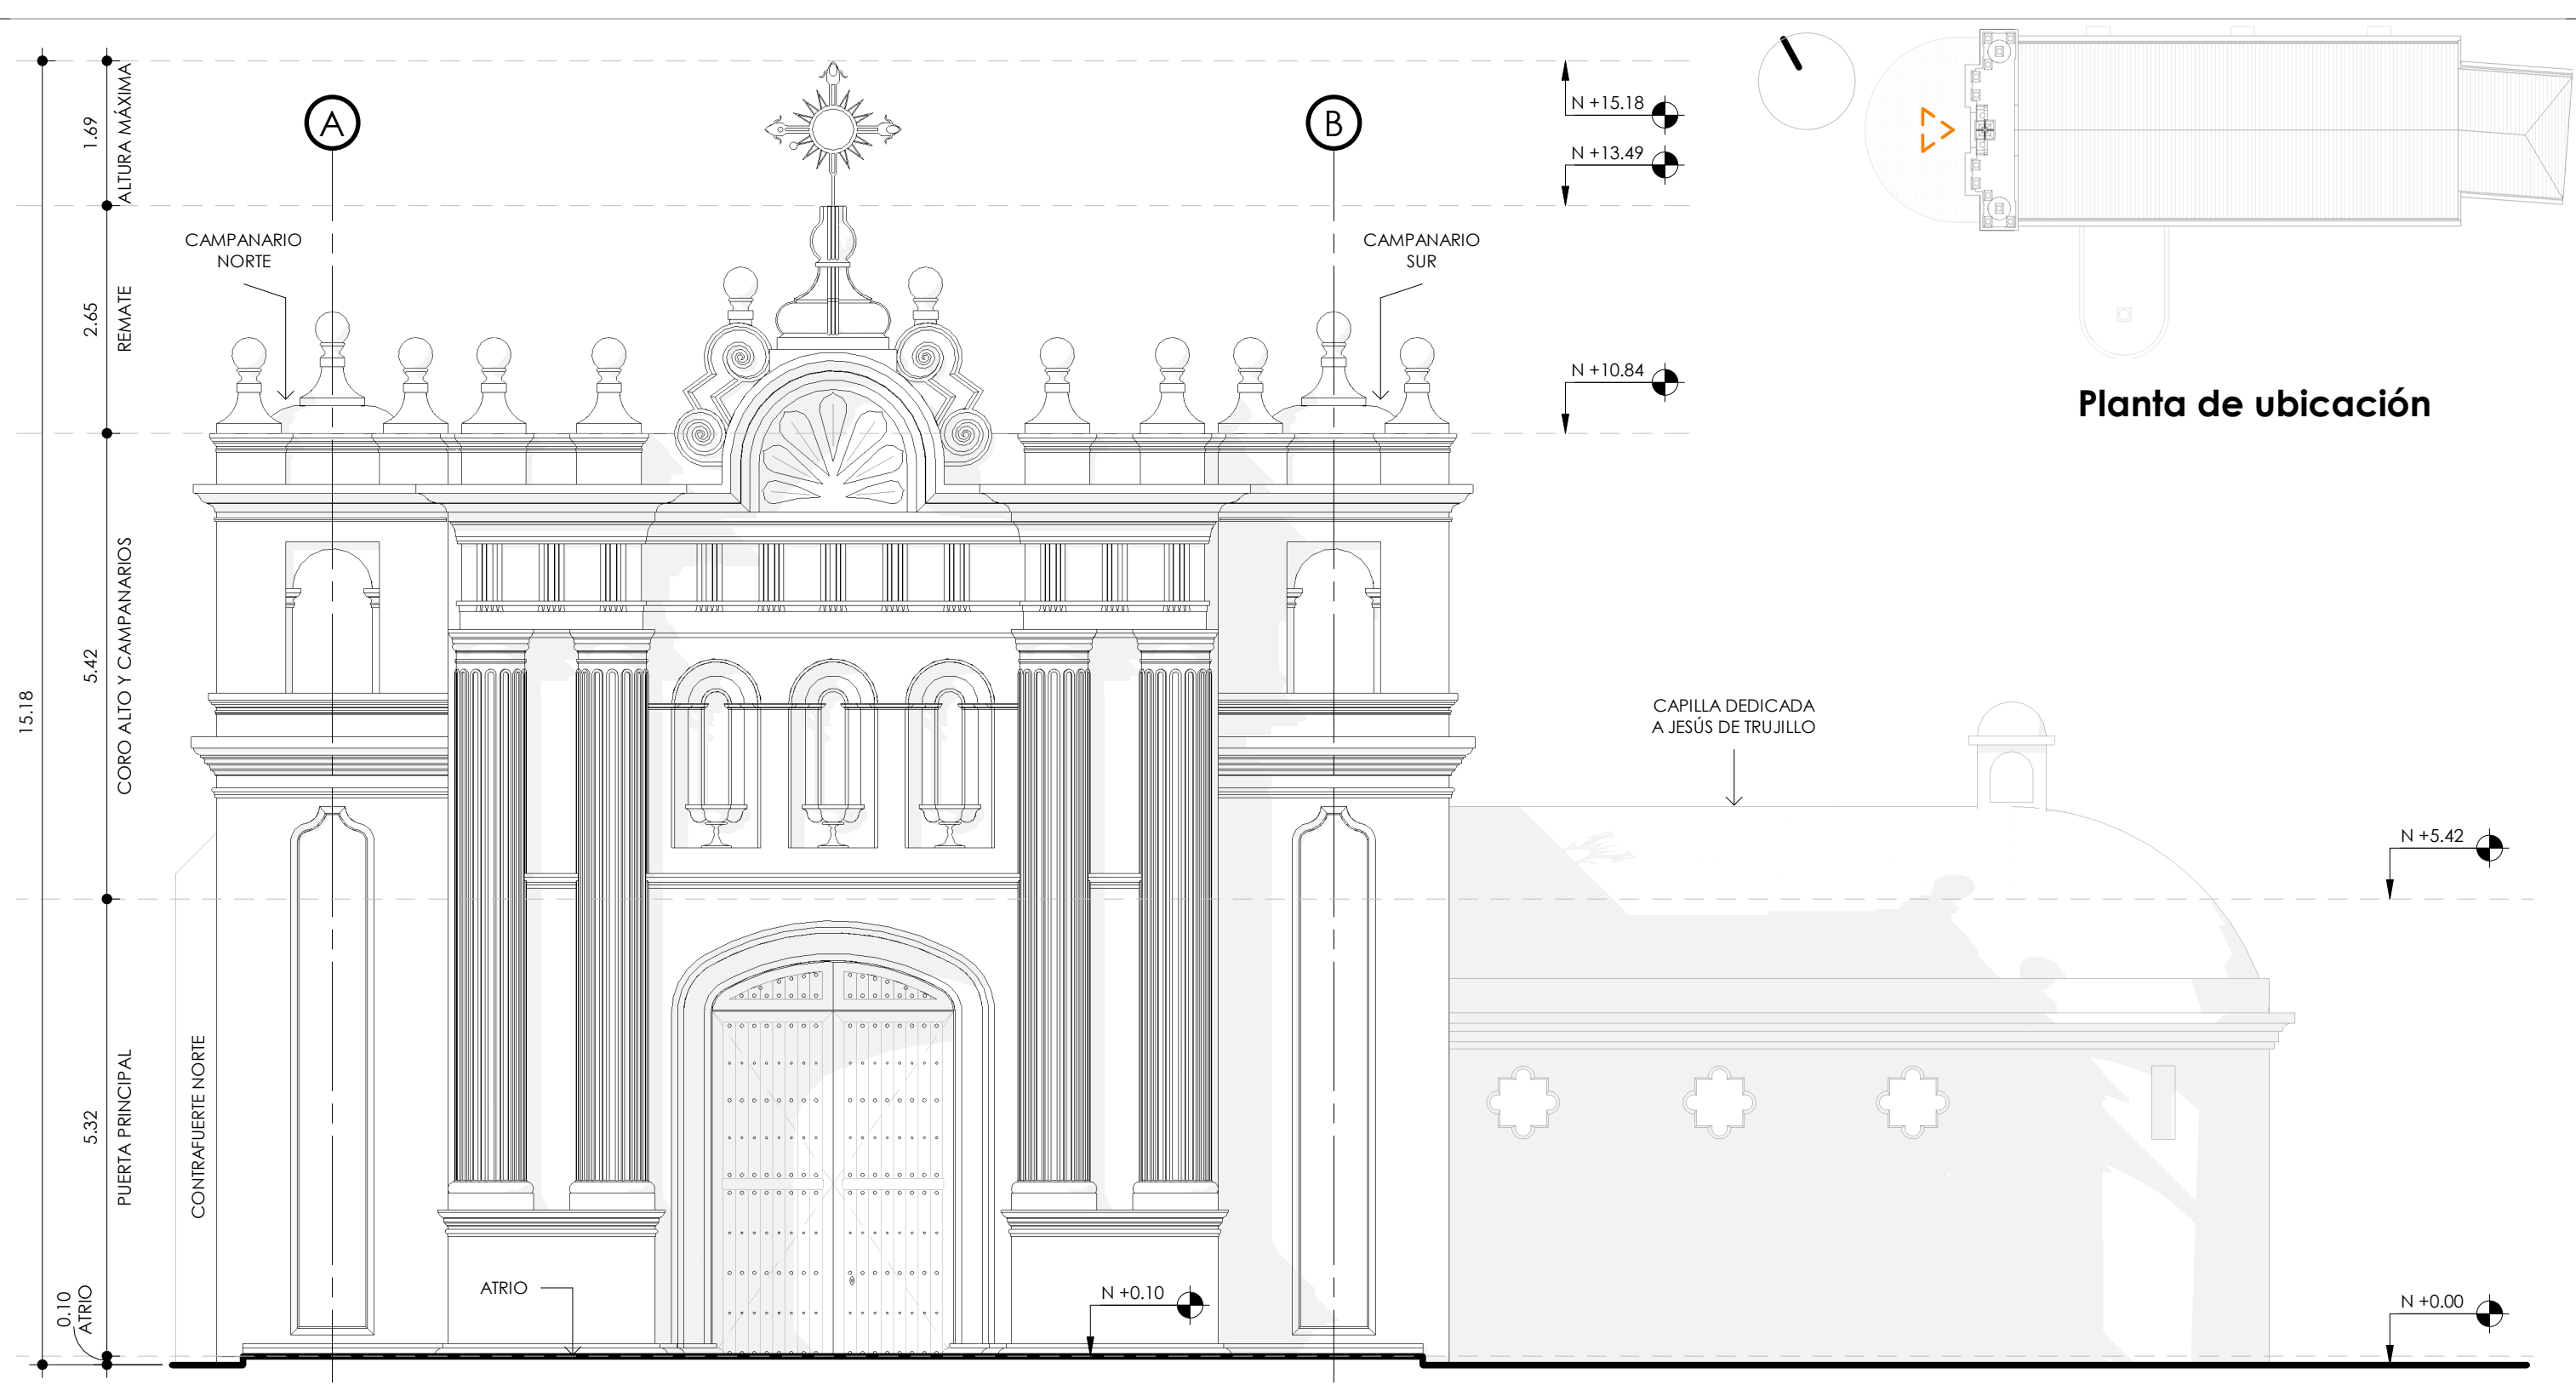 A
B
N +15.18
N +13.49
N +10.84
Planta de ubicación
CAMPANARIO
NORTE
CAMPANARIO
SUR
15.18
1.69
ALTURA MÁXIMA
2.65
REMATE
5.42
CORO ALTO Y CAMPANARIOS
5.32
PUERTA PRINCIPAL
0.10
ATRIO
CONTRAFUERTE NORTE
CAPILLA DEDICADA
A JESÚS DE TRUJILLO
N +5.42
ATRIO
N +0.10
N +0.00